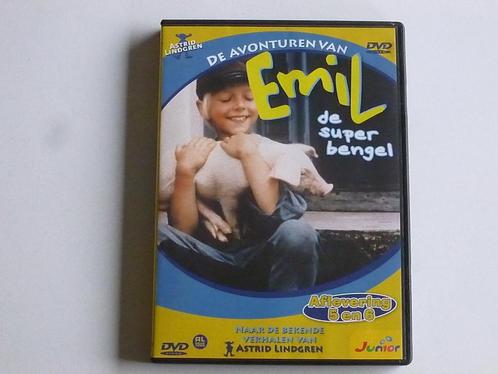 ASTRID
LINDGREN
DE AVONTUREN VAN
DVD
Emil
de super
bengel
Aflevering
5 en 6
NAAR DE BEKENDE
VERHALEN VAN
ASTRID LINDGREN
DVD
AL
Junior